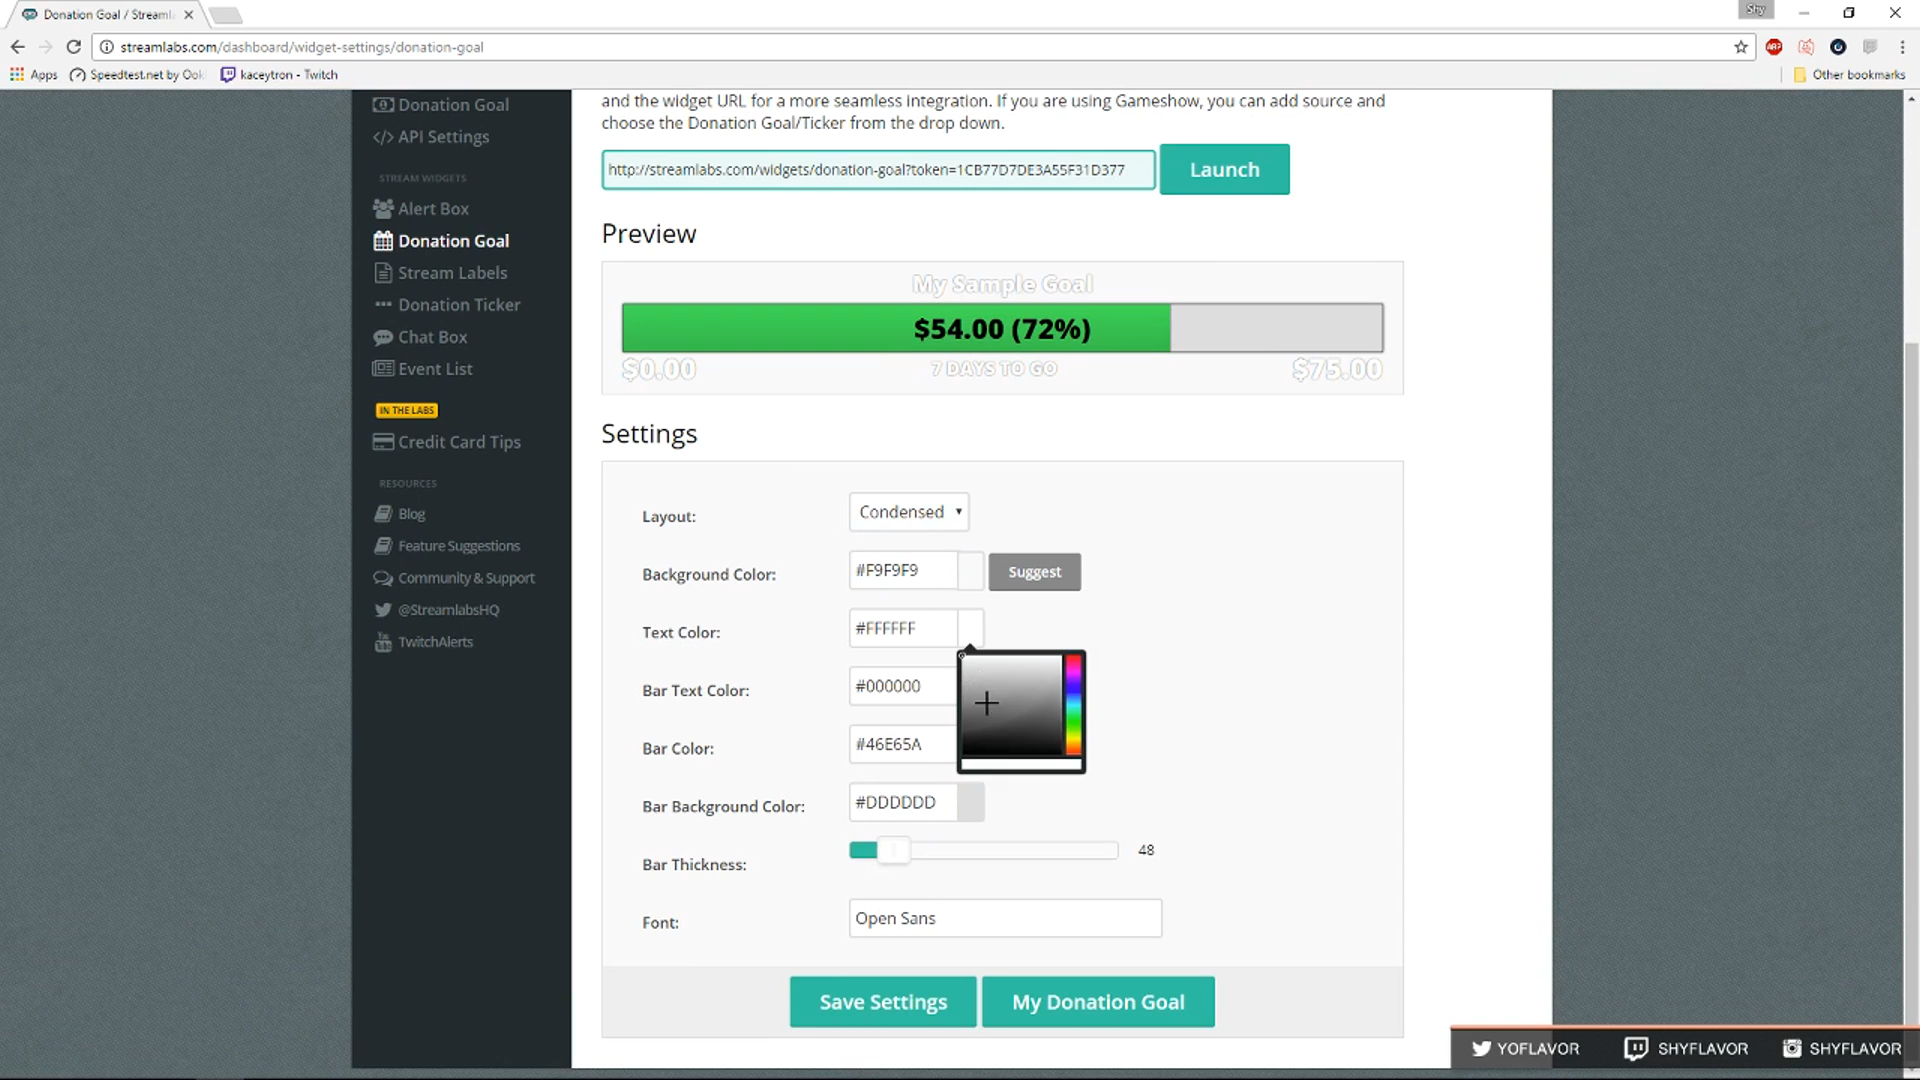 Donation Goal / Streaml
Shy
streamlabs.com/dashboard/widget-settings/donation-goal
Apps
Speedtest.net by Ook
kaceytron - Twitch
Other bookmarks
Donation Goal
API Settings
STREAM WIDGETS
Alert Box
Donation Goal
Stream Labels
Donation Ticker
Chat Box
Event List
IN THE LABS
Credit Card Tips
RESOURCES
Blog
Feature Suggestions
Community & Support
@StreamlabsHQ
TwitchAlerts
and the widget URL for a more seamless integration. If you are using Gameshow, you can add source and
choose the Donation Goal/Ticker from the drop down.
http://streamlabs.com/widgets/donation-goal?token=1CB77D7DE3A55F31D377
Launch
Preview
My Sample Goal
$54.00 (72%)
$0.00
7 DAYS TO GO
$75.00
Settings
Layout:
Condensed
Background Color:
#F9F9F9
Suggest
Text Color:
#FFFFFF
Bar Text Color:
#000000
Bar Color:
#46E65A
Bar Background Color:
#DDDDDD
Bar Thickness:
48
Font:
Open Sans
Save Settings
My Donation Goal
YOFLAVOR
SHYFLAVOR
SHYFLAVOR